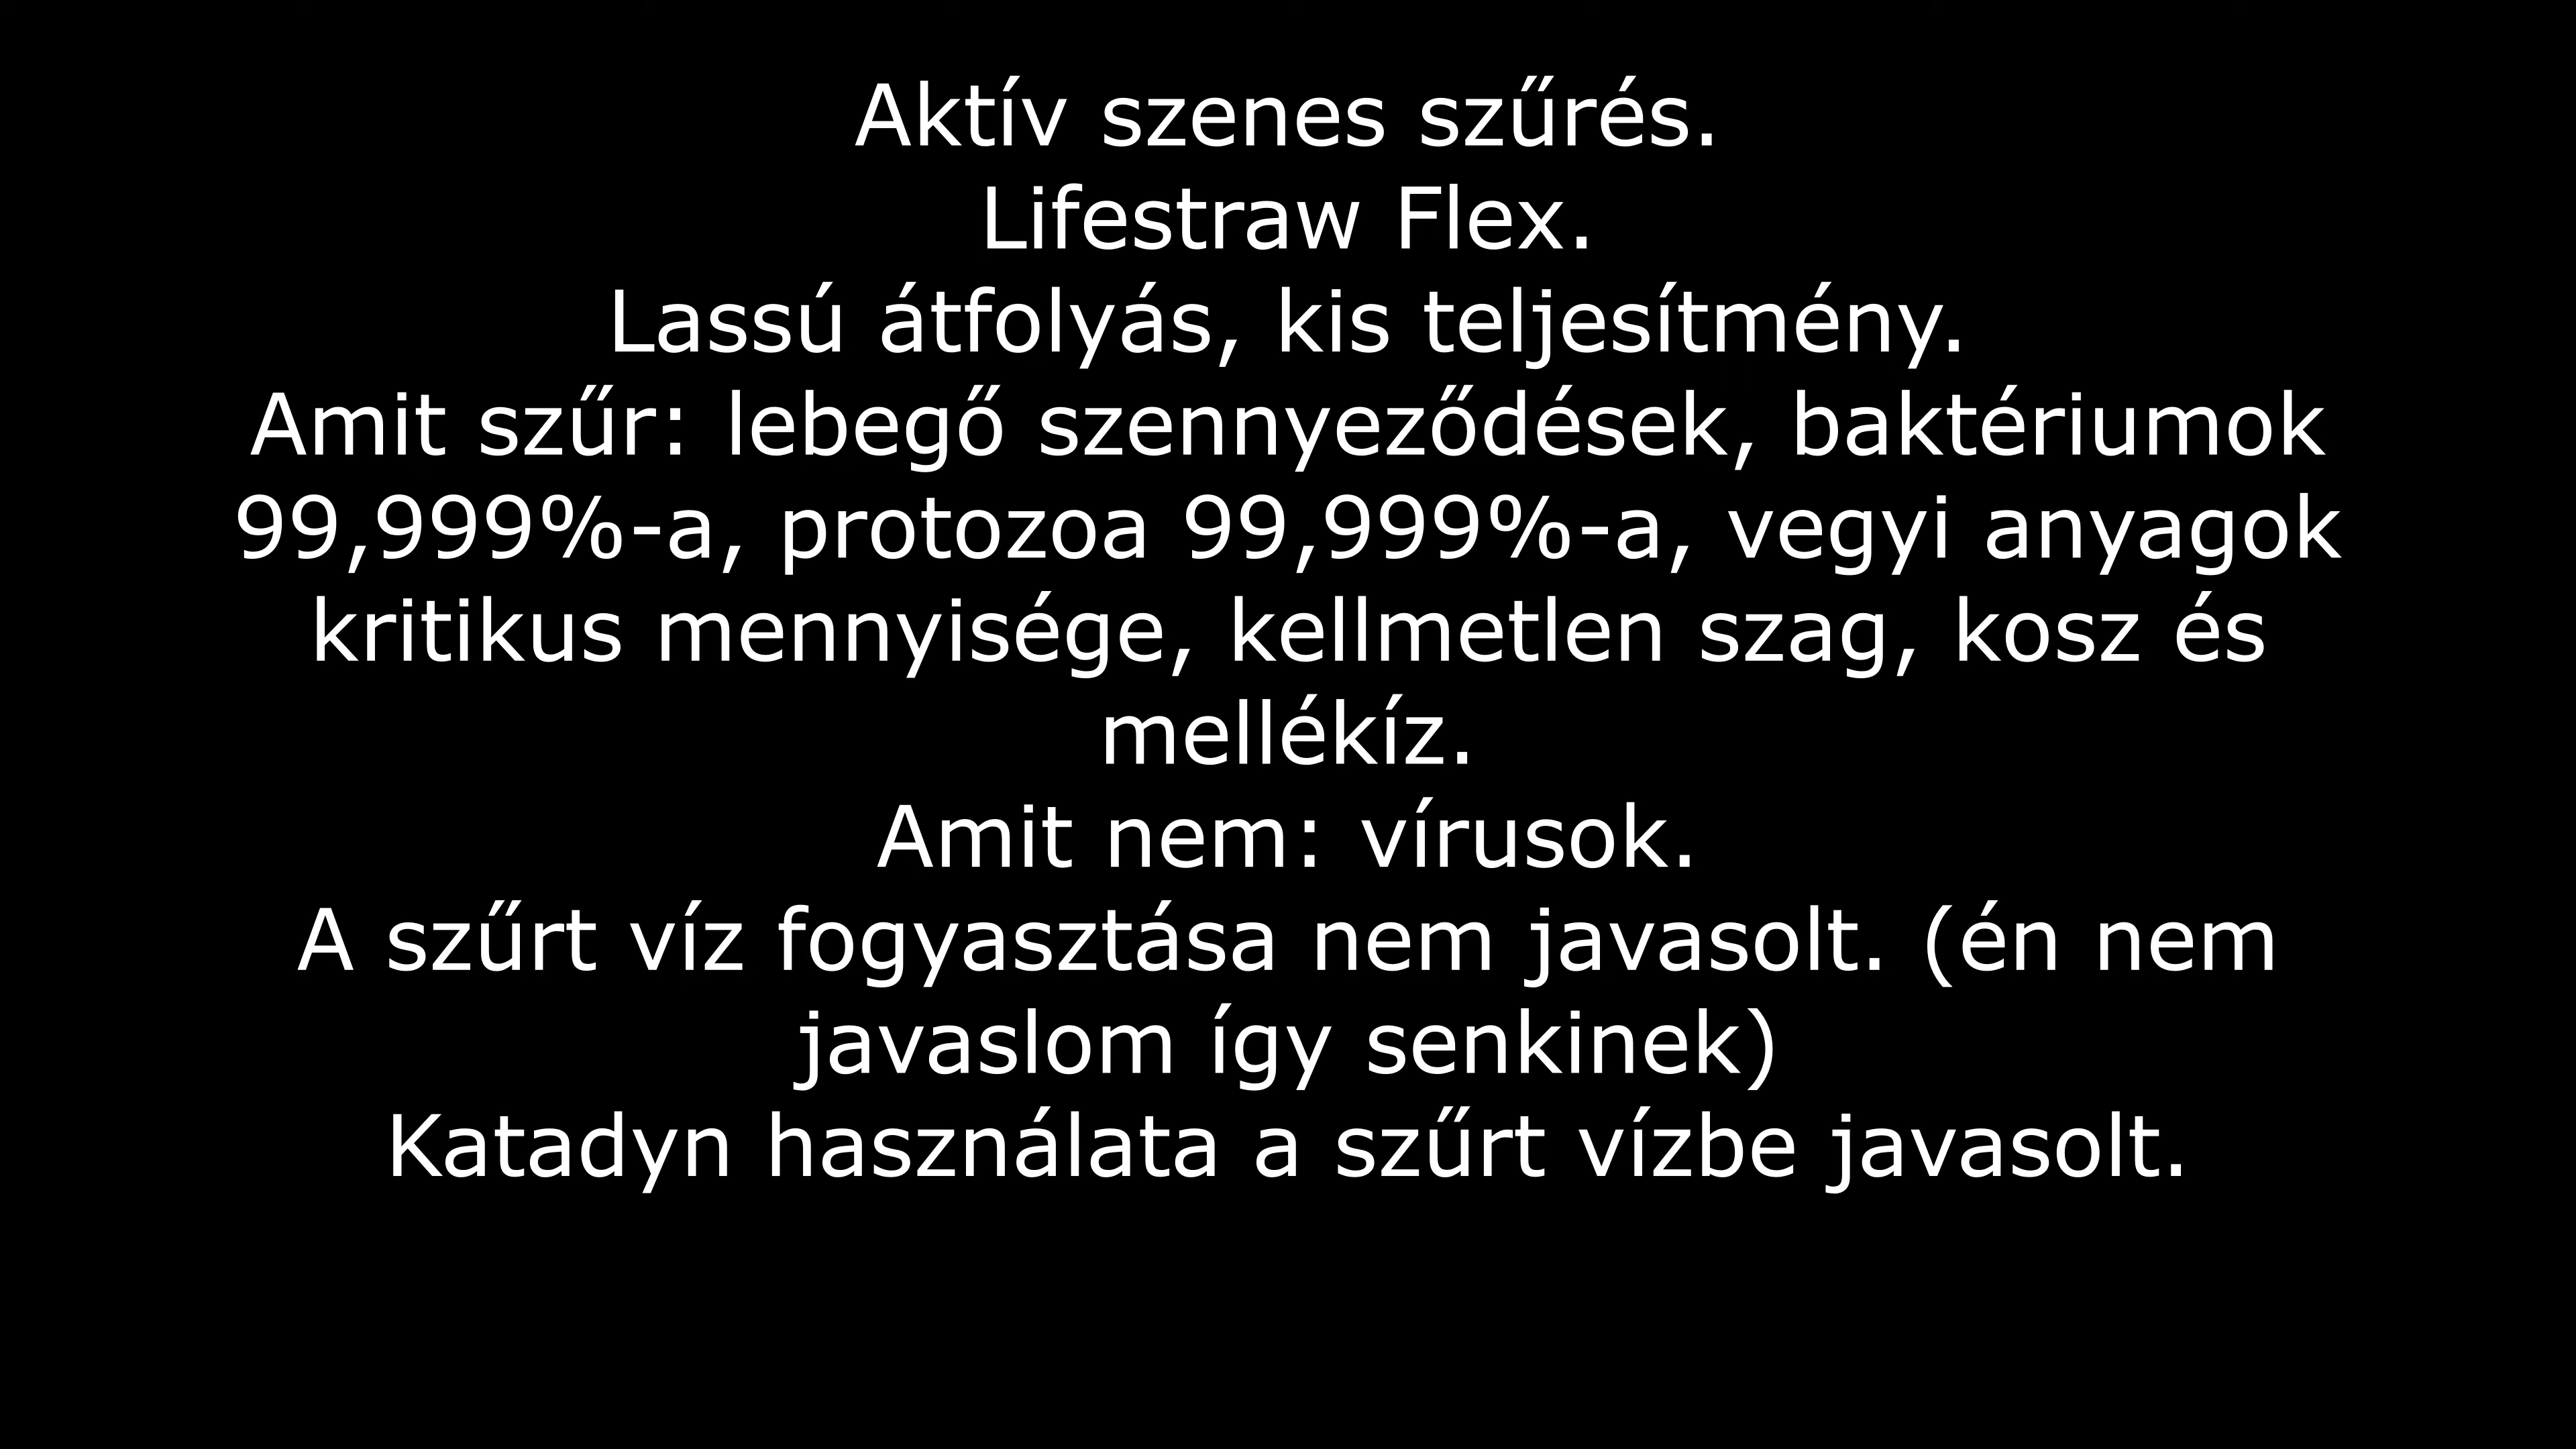 Aktív szenes szűrés.
Lifestraw Flex.
Lassú átfolyás, kis teljesítmény.
Amit szűr: lebegő szennyeződések, baktériumok
99,999%-a, protozoa 99,999%-a, vegyi anyagok
kritikus mennyisége, kellmetlen szag, kosz és
mellékíz.
Amit nem: vírusok.
A szűrt víz fogyasztása nem javasolt. (én nem
javaslom így senkinek)
Katadyn használata a szűrt vízbe javasolt.